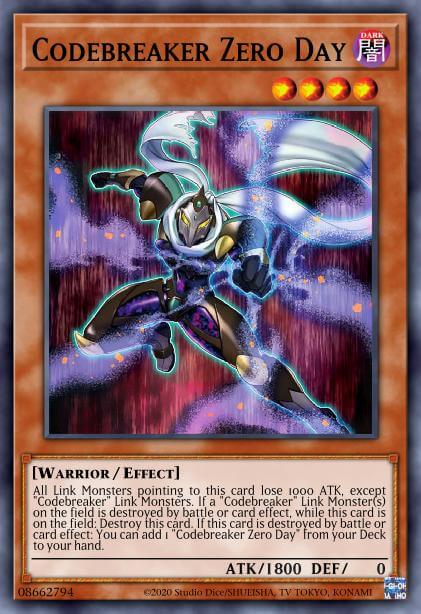 CODEBREAKER ZERO DAY
DARK
闇
[WARRIOR / EFFECT]
All Link Monsters pointing to this card lose 1000 ATK, except
"Codebreaker" Link Monsters. If a "Codebreaker" Link Monster(s)
on the field is destroyed by battle or card effect, while this card is
on the field: Destroy this card. If this card is destroyed by battle or
card effect: You can add 1 "Codebreaker Zero Day" from your Deck
to your hand.
ATK/1800 DEF/ 0
08662794
©2020 Studio Dice/SHUEISHA, TV TOKYO, KONAMI